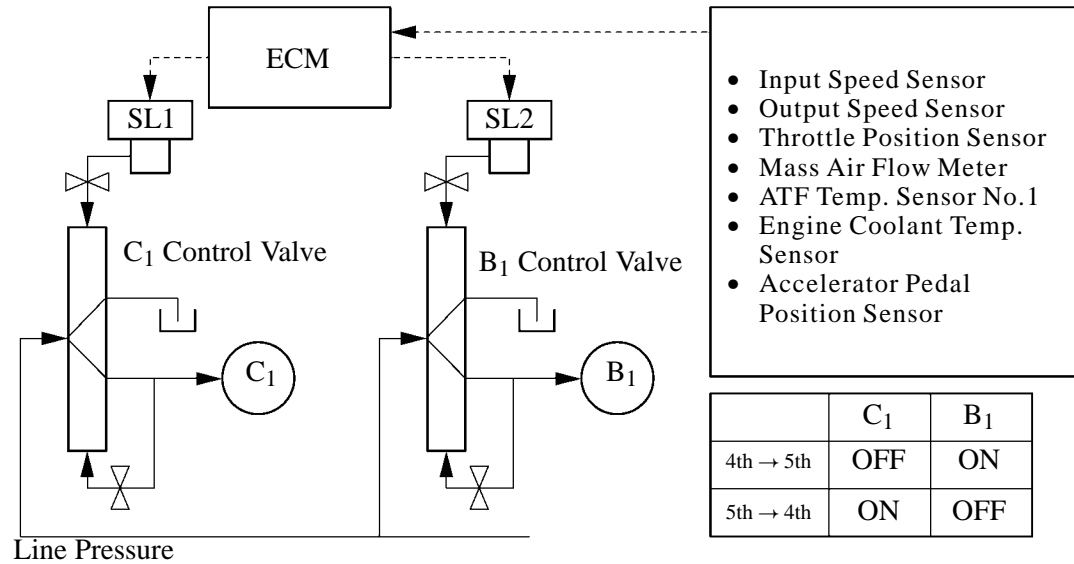 ECM
SL1
SL2
C1 Control Valve
B1 Control Valve
C1
B1
Line Pressure
• Input Speed Sensor
• Output Speed Sensor
• Throttle Position Sensor
• Mass Air Flow Meter
• ATF Temp. Sensor No.1
• Engine Coolant Temp.
Sensor
• Accelerator Pedal
Position Sensor
C1 B1
4th → 5th OFF ON
5th → 4th ON OFF